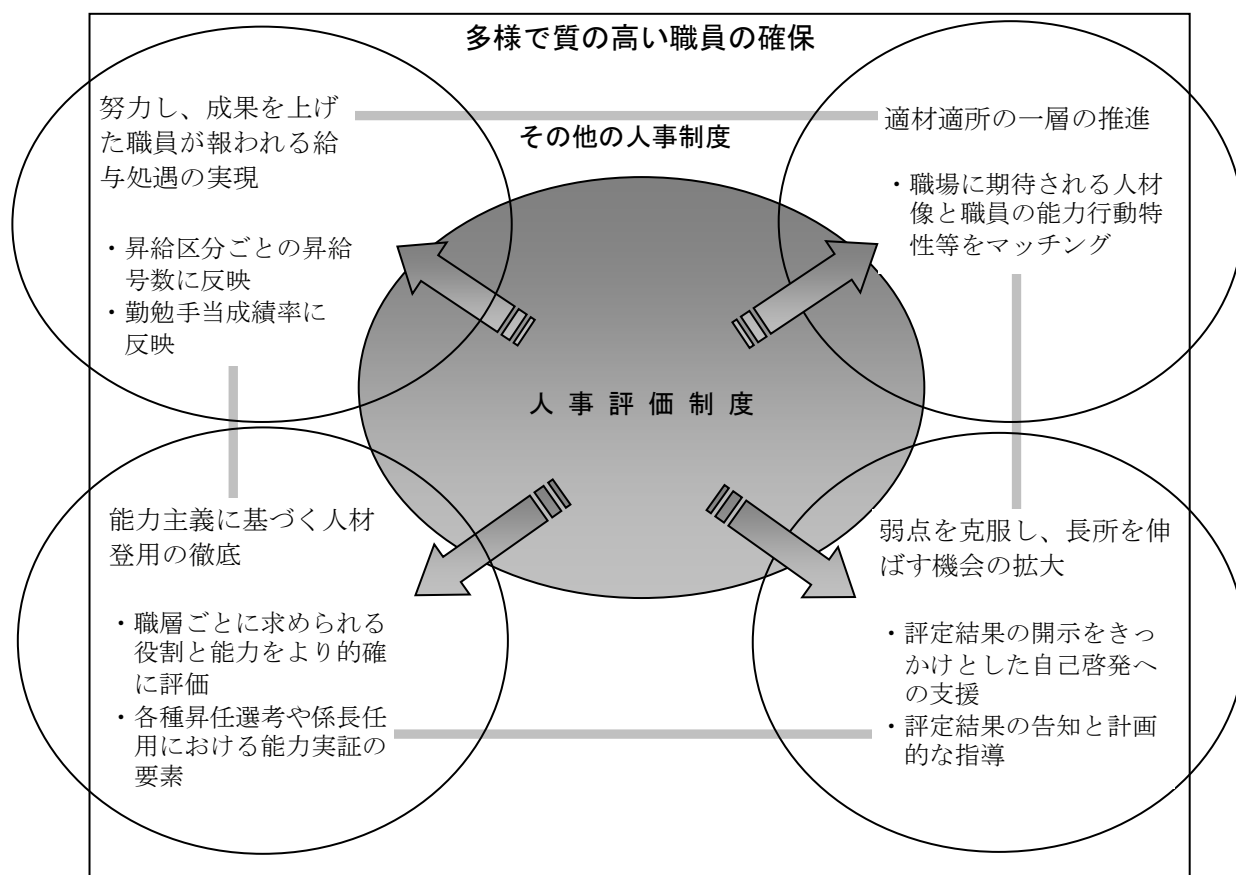 多様で質の高い職員の確保
努力し、成果を上げ
た職員が報われる給
与処遇の実現
・昇給区分ごとの昇給
号数に反映
・勤勉手当成績率に
反映
その他の人事制度
適材適所の一層の推進
・職場に期待される人材
像と職員の能力行動特
性等をマッチング
人事評価制度
能力主義に基づく人材
登用の徹底
・職層ごとに求められる
役割と能力をより的確
に評価
・各種昇任選考や係長任
用における能力実証の
要素
弱点を克服し、長所を伸
ばす機会の拡大
・評定結果の開示をきっ
かけとした自己啓発へ
の支援
・評定結果の告知と計画
的な指導